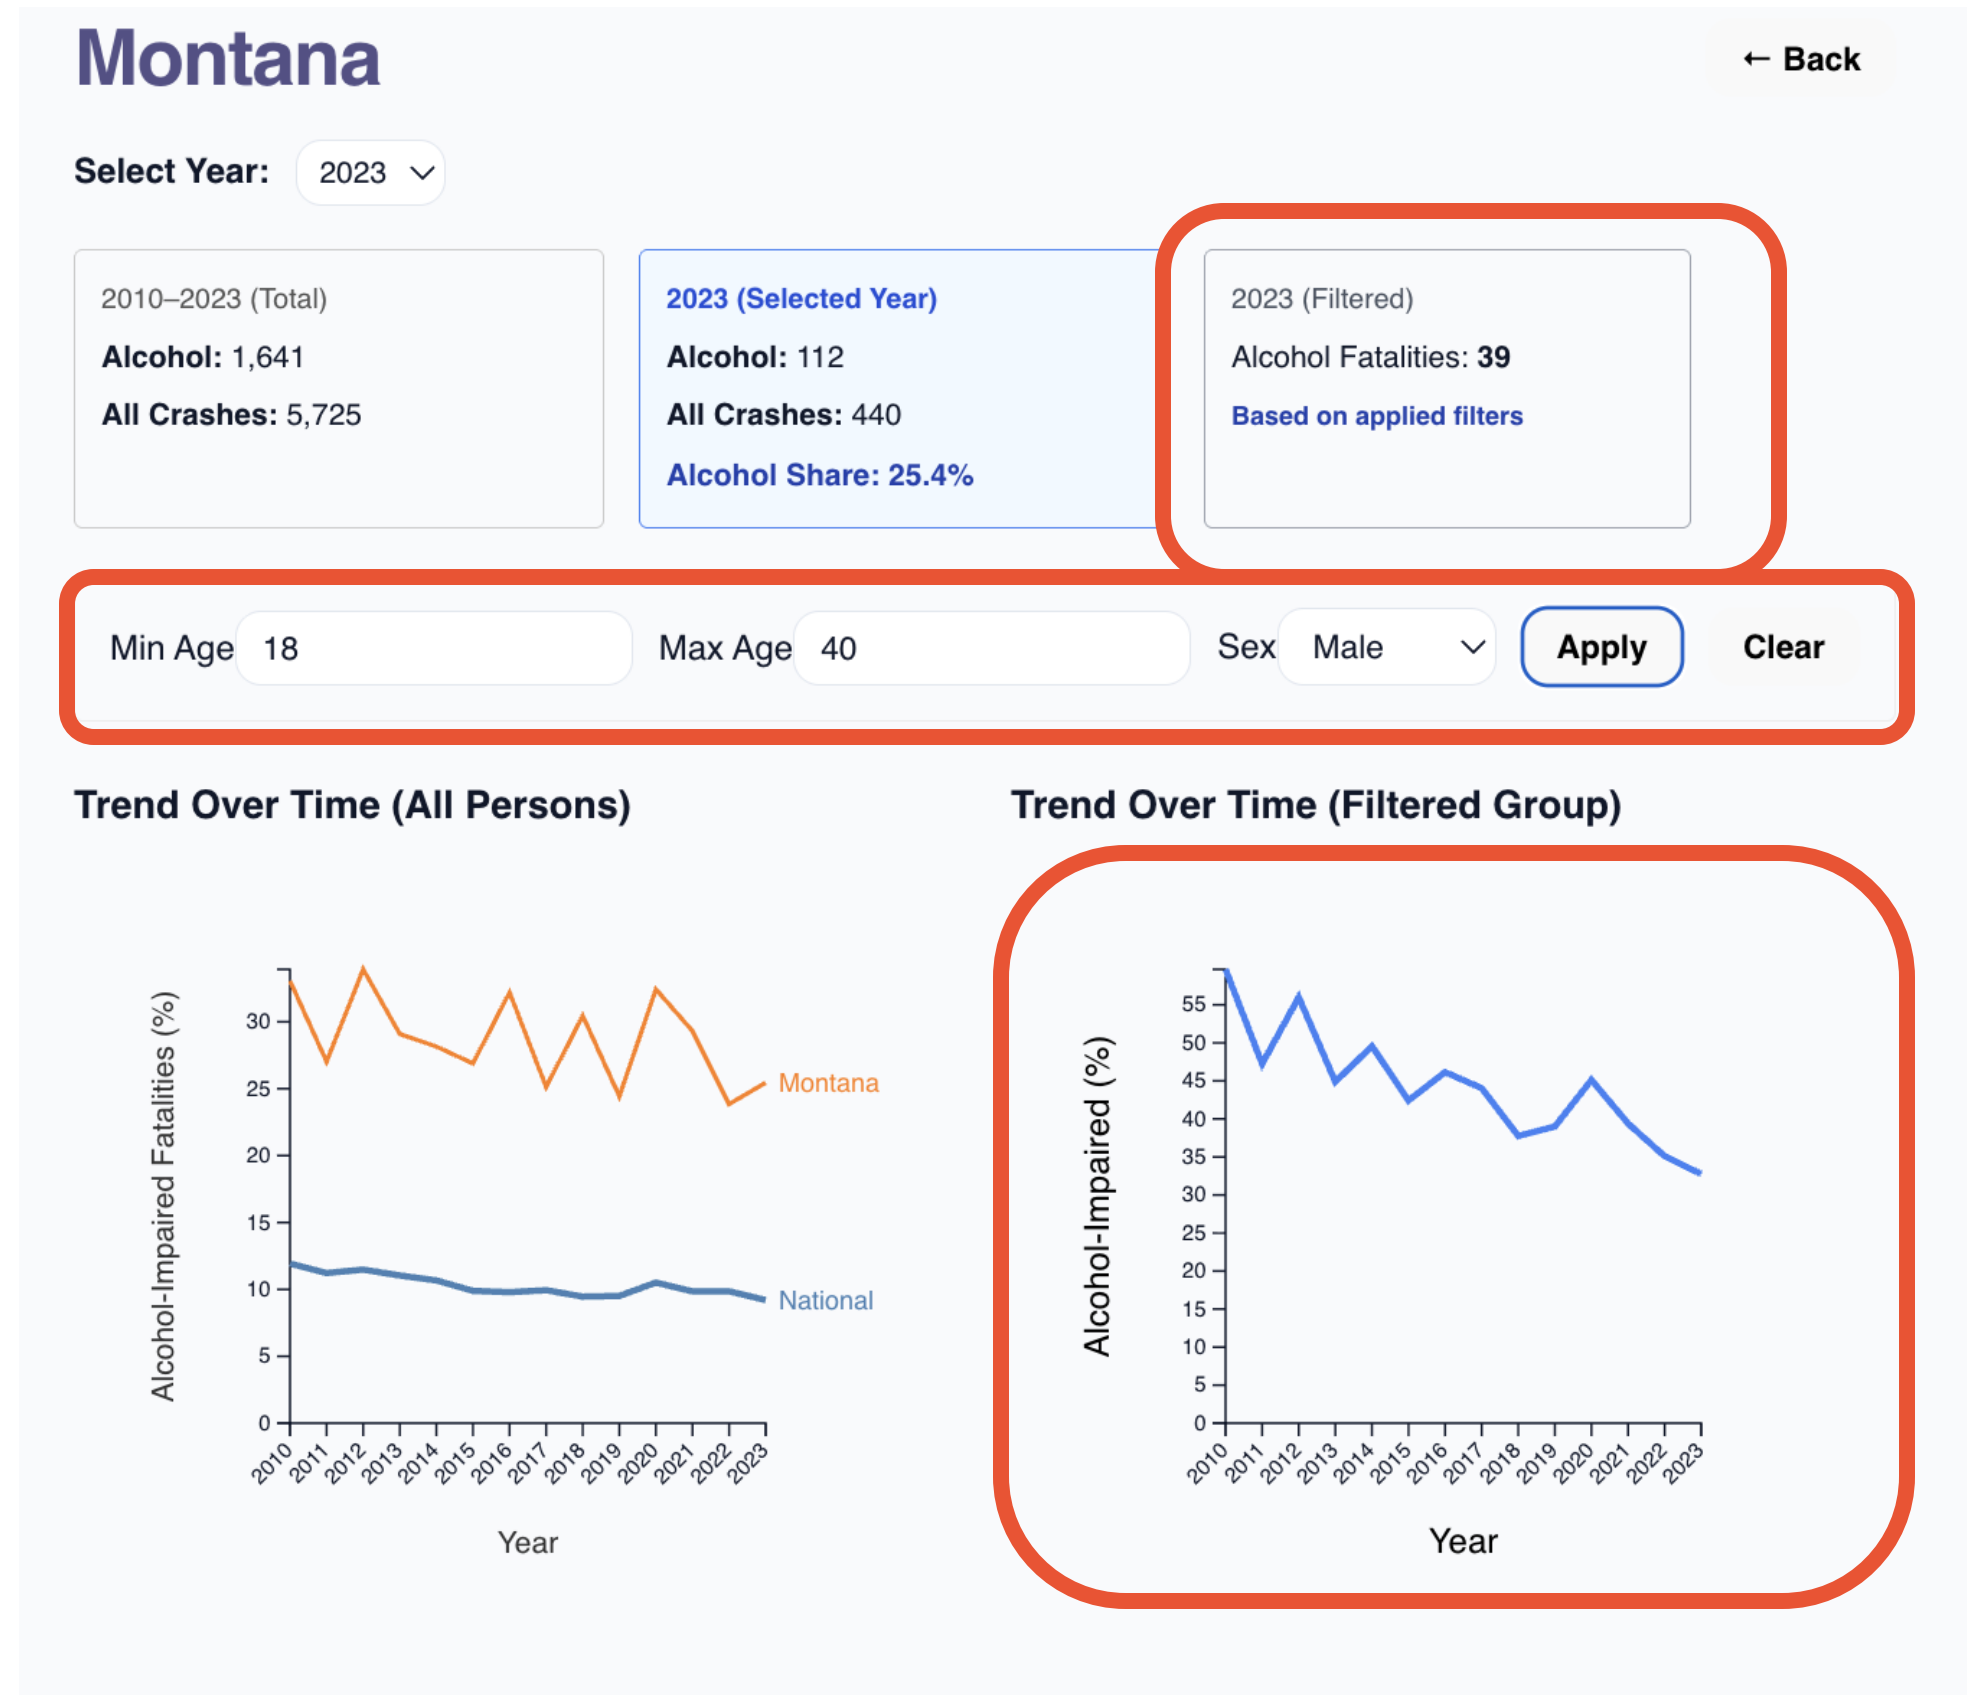 Montana
← Back
Select Year: 2023
2010–2023 (Total)
Alcohol: 1,641
All Crashes: 5,725
2023 (Selected Year)
Alcohol: 112
All Crashes: 440
Alcohol Share: 25.4%
2023 (Filtered)
Alcohol Fatalities: 39
Based on applied filters
Min Age 18 Max Age 40 Sex Male Apply Clear
Trend Over Time (All Persons)
Alcohol-Impaired Fatalities (%)
30
25
20
15
10
5
0
Montana
National
2010 2011 2012 2013 2014 2015 2016 2017 2018 2019 2020 2021 2022 2023
Year
Trend Over Time (Filtered Group)
Alcohol-Impaired (%)
55
50
45
40
35
30
25
20
15
10
5
0
2010 2011 2012 2013 2014 2015 2016 2017 2018 2019 2020 2021 2022 2023
Year